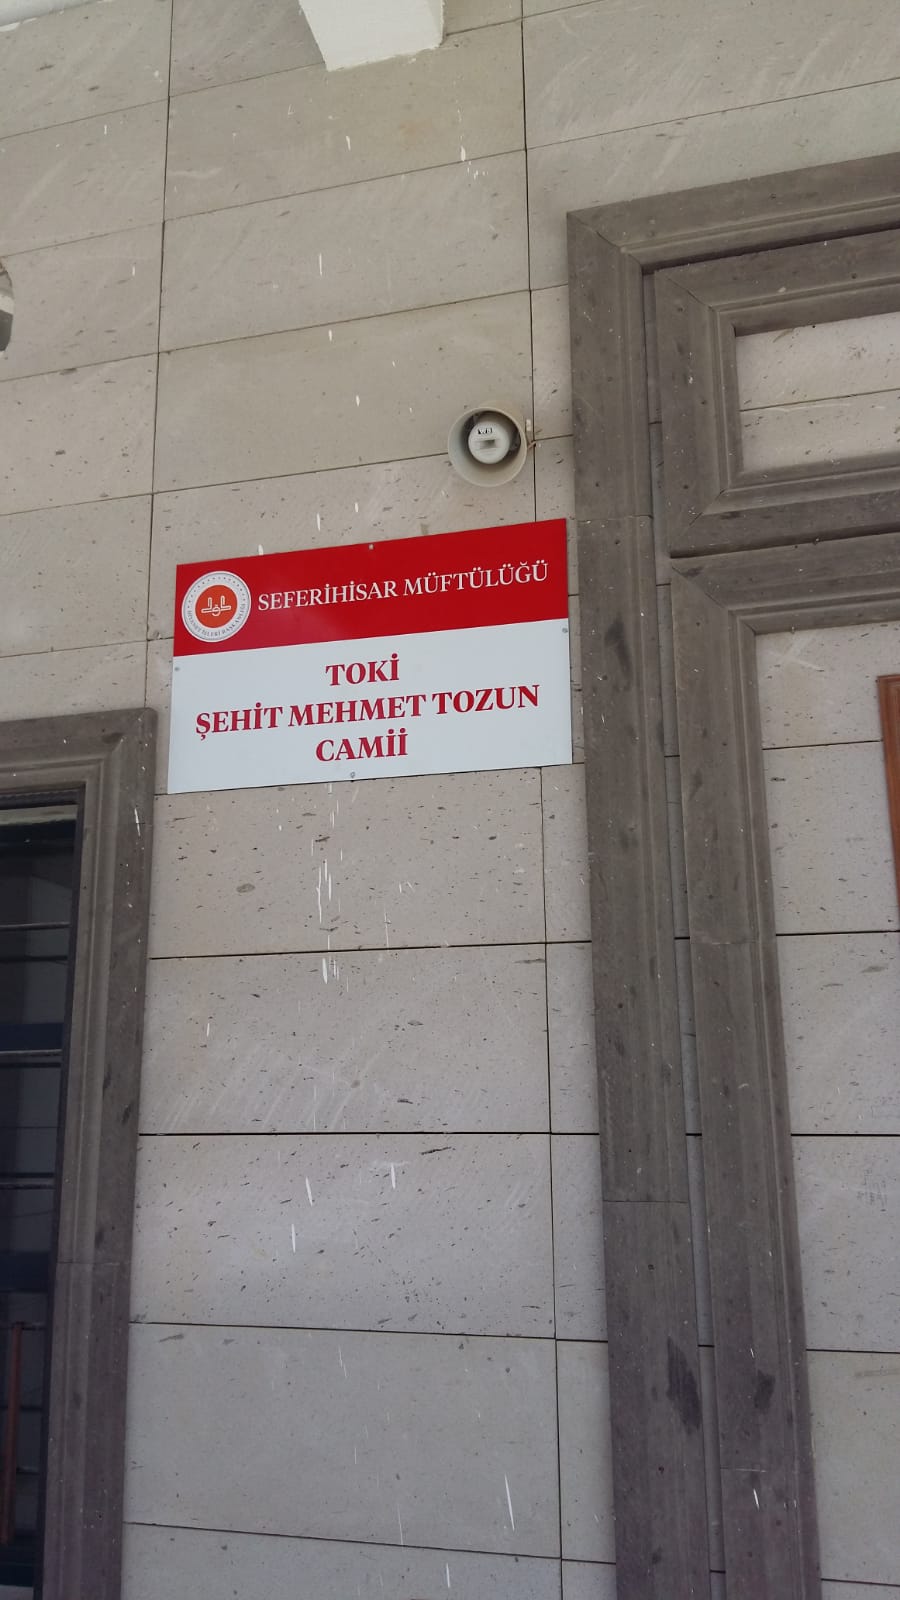 SEFERİHİSAR MÜFTÜLÜĞÜ
TOKİ
ŞEHİT MEHMET TOZUN
CAMİİ